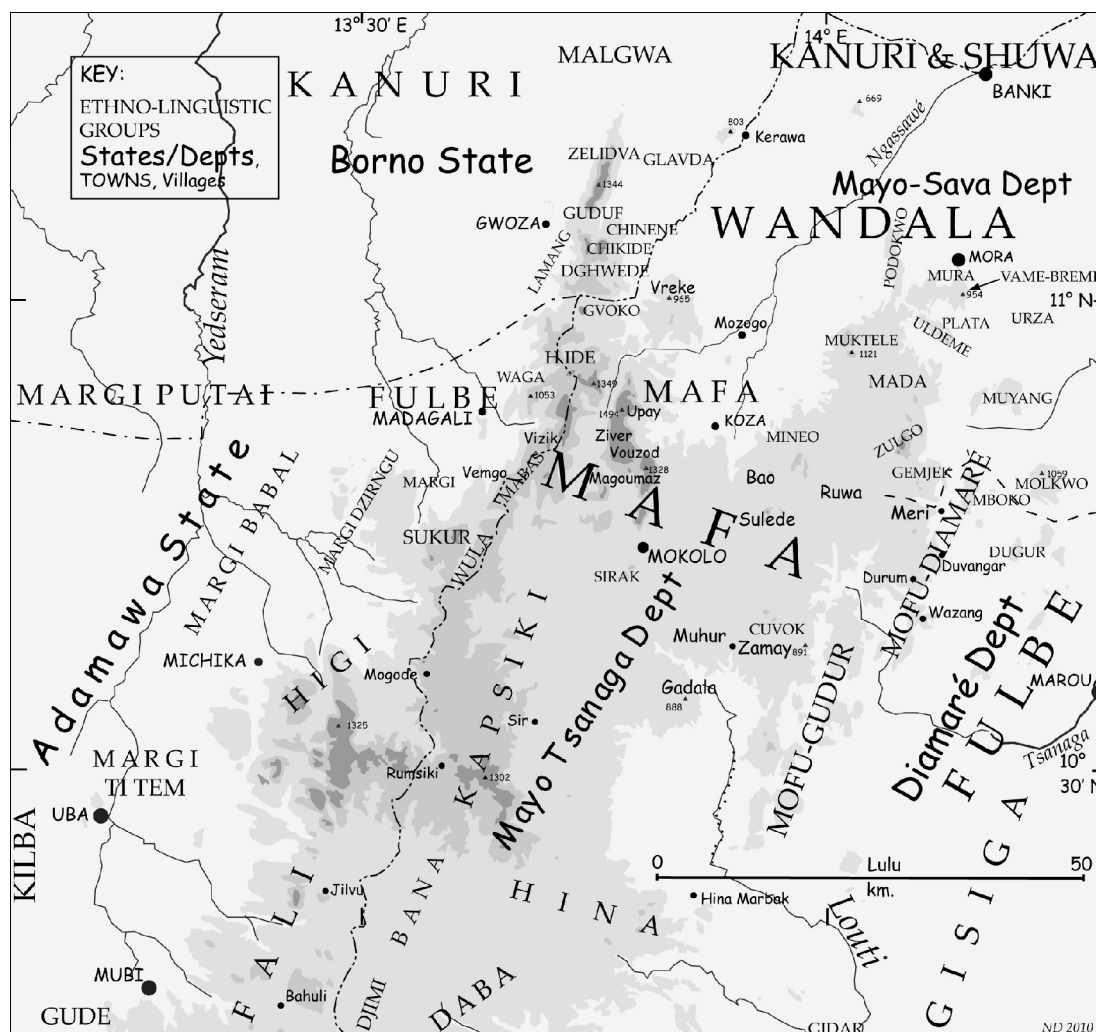 13° 30' E
14° E
KEY:
ETHNO-LINGUISTIC
GROUPS
States/Depts,
TOWNS, Villages
KANURI
MALGWA
KANURI & SHUWA
BANKI
669
803
Kerawa
Ngassawé
Borno State
ZELIDVA
GLAVDA
1344
Mayo-Sava Dept
GWOZA
GUDUF
CHINENE
CHIKIDE
DGHWEDE
LAMANG
WANDALA
PODOKWO
MORA
MURA
VAME-BREME
954
11° N
Vreke
965
GVOKO
Mozogo
PLATA
URZA
ULDEME
Yedseram
HIDE
MUKTELE
1121
WAGA
1053
1349
MARGI PUTAI
FULBE
MADAGALI
MAFA
MADA
MUYANG
1494
Upay
KOZA
Vizik
Ziver
MINEO
ZULGO
Vouzod
Vemgo
MABAS
1328
Magoumaz
Bao
GEMJEK
1059
MOLKWO
MARGI
Ruwa
MBOKO
Meri
MAFA
Sulede
Adamawa State
MARGI BABAL
MARGI DZIRNGU
SUKUR
WULA
MOKOLO
SIRAK
DUGUR
Duvangar
Durum
MOFU-DIAMARÉ
Wazang
CUVOK
Muhur
Zamay
891
MICHIKA
HIGI
Mogode
KAPSIKI
Mayo Tsanaga Dept
Gadala
888
MAROU
Sir
1325
MOFU-GUDUR
Diamaré Dept
FULBE
Tsanaga
MARGI
TI TEM
Rumsiki
1302
10°
30' N
UBA
KILBA
0
Lulu
50
km.
Jilvu
BANA
HINA
Hina Marbak
Louti
GISIGA
FALI
MUBI
Bahuli
DJIMI
DABA
GUDE
GIDAR
ND 2010